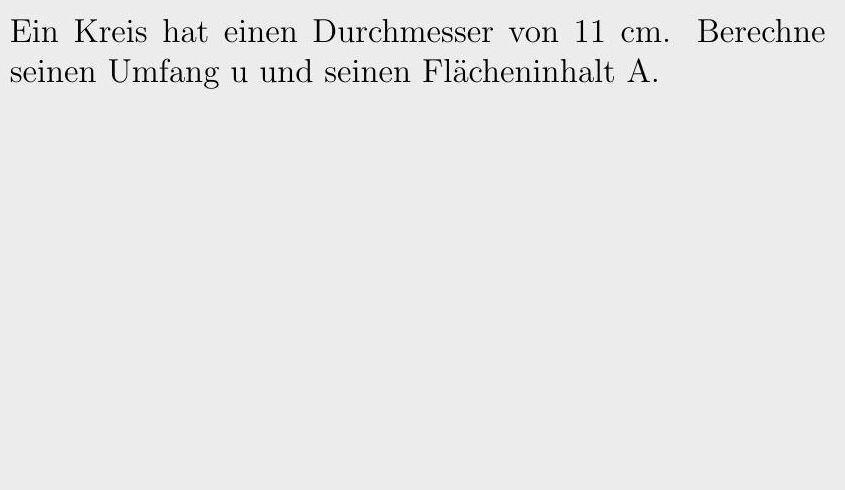 Ein Kreis hat einen Durchmesser von 11 cm. Berechne
seinen Umfang u und seinen Flächeninhalt A.